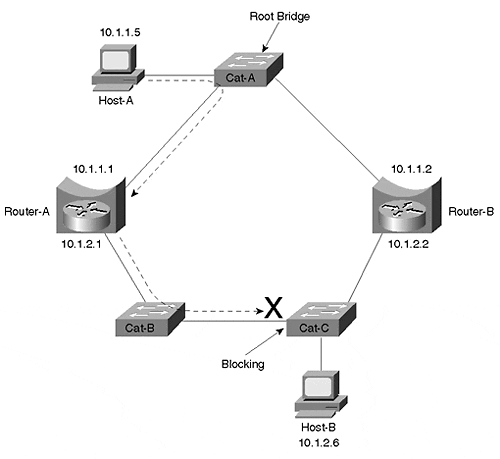 Root Bridge
10.1.1.5
Cat-A
Host-A
10.1.1.1
10.1.1.2
Router-A
Router-B
10.1.2.1
10.1.2.2
X
Cat-B
Cat-C
Blocking
Host-B
10.1.2.6